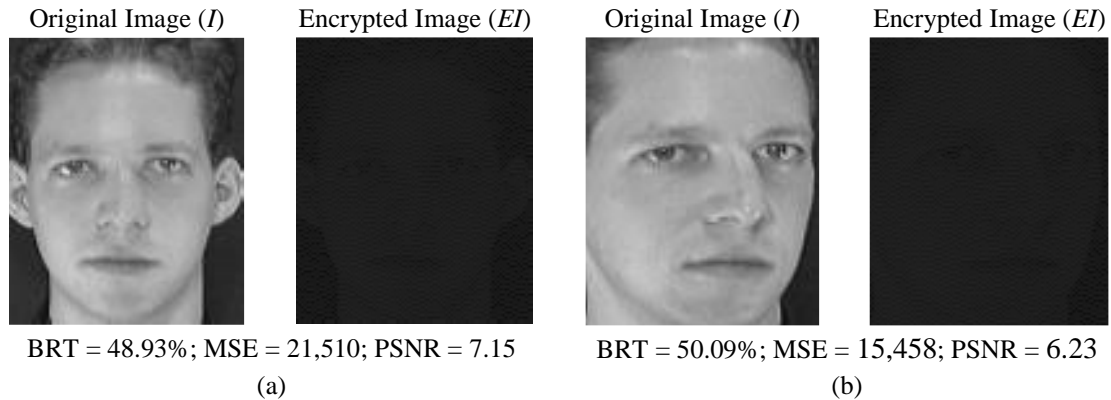 Original Image (I)
Encrypted Image (EI)
Original Image (I)
Encrypted Image (EI)
BRT = 48.93%; MSE = 21,510; PSNR = 7.15
BRT = 50.09%; MSE = 15,458; PSNR = 6.23
(a)
(b)